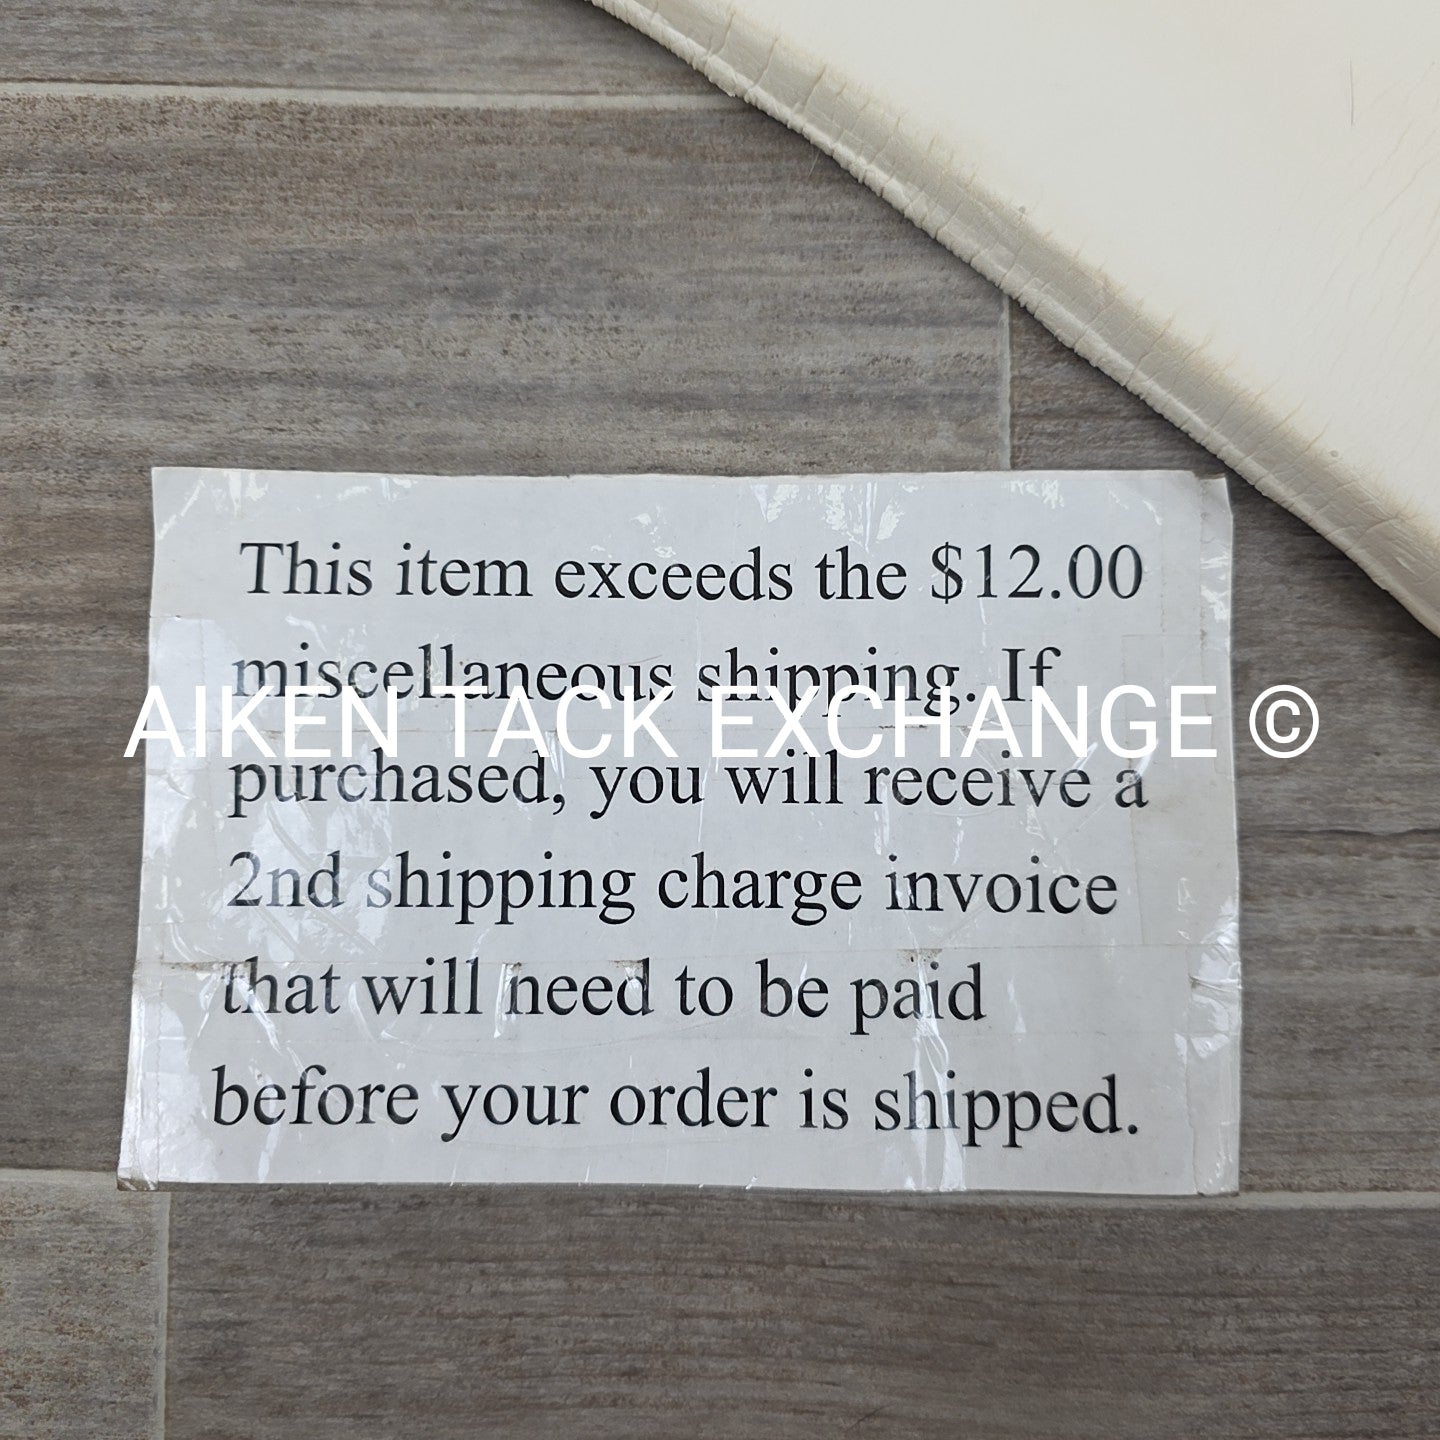 This item exceeds the $12.00
miscellaneous shipping. If
AIKEN TACK EXCHANGE ©
purchased, you will receive a
2nd shipping charge invoice
that will need to be paid
before your order is shipped.